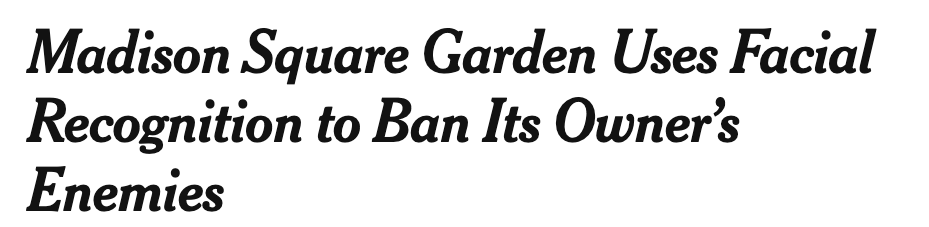 Madison Square Garden Uses Facial
Recognition to Ban Its Owner’s
Enemies